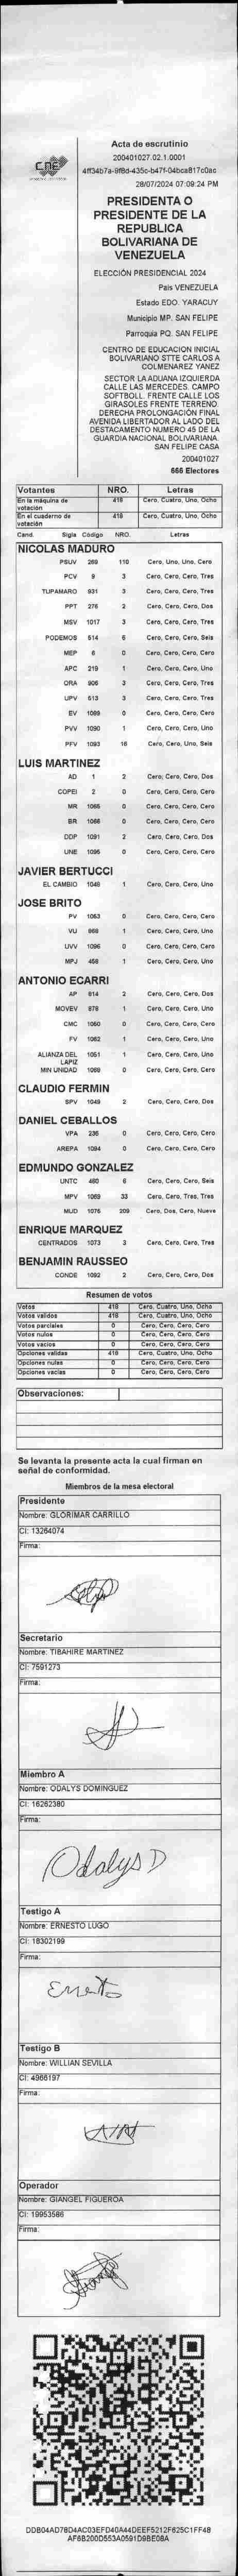 CNE
Acta de escrutinio
200401027.02.1.0001
4ff34b7a-9f8d-435c-b47f-04bca817c0ac
28/07/2024 07:09:24 PM
PRESIDENTA O
PRESIDENTE DE LA
REPUBLICA
BOLIVARIANA DE
VENEZUELA
ELECCIÓN PRESIDENCIAL 2024
País VENEZUELA
Estado EDO. YARACUY
Municipio MP. SAN FELIPE
Parroquia PQ. SAN FELIPE
CENTRO DE EDUCACION INICIAL
BOLIVARIANO STTE CARLOS A
COLMENAREZ YANEZ
SECTOR LADUANA IZQUIERDA
CALLE LAS MERCEDES. CAMPO
SOFTBOLL. FRENTE CALLE LOS
GIRASOLES FRENTE TERRENO.
DERECHA PROLONGACIÓN FINAL
AVENIDA LIBERTADOR AL LADO DEL
DESTACAMENTO NUMERO 45 DE LA
GUARDIA NACIONAL BOLIVARIANA.
SAN FELIPE CASA
200401027
666 Electores
Votantes NRO. Letras
En la máquina de votación 418 Cero, Cuatro, Uno, Ocho
En el cuaderno de votación 418 Cero, Cuatro, Uno, Ocho
Cand. Sigla Código NRO. Letras
NICOLAS MADURO
PSUV 269 110 Cero, Uno, Uno, Cero
PCV 9 3 Cero, Cero, Cero, Tres
TUPAMARO 931 3 Cero, Cero, Cero, Tres
PPT 276 2 Cero, Cero, Cero, Dos
MSV 1017 3 Cero, Cero, Cero, Tres
PODEMOS 514 6 Cero, Cero, Cero, Seis
MEP 6 0 Cero, Cero, Cero, Cero
APC 219 1 Cero, Cero, Cero, Uno
ORA 906 3 Cero, Cero, Cero, Tres
UPV 513 3 Cero, Cero, Cero, Tres
EV 1089 0 Cero, Cero, Cero, Cero
PVV 1090 1 Cero, Cero, Cero, Uno
PFV 1093 16 Cero, Cero, Uno, Seis
LUIS MARTINEZ
AD 1 2 Cero, Cero, Cero, Dos
COPEI 2 0 Cero, Cero, Cero, Cero
MR 1065 0 Cero, Cero, Cero, Cero
BR 1066 0 Cero, Cero, Cero, Cero
DDP 1091 2 Cero, Cero, Cero, Dos
UNE 1095 0 Cero, Cero, Cero, Cero
JAVIER BERTUCCI
EL CAMBIO 1046 1 Cero, Cero, Cero, Uno
JOSE BRITO
PV 1053 0 Cero, Cero, Cero, Cero
VU 868 1 Cero, Cero, Cero, Uno
UVV 1096 0 Cero, Cero, Cero, Cero
MPJ 458 1 Cero, Cero, Cero, Uno
ANTONIO ECARRI
AP 814 2 Cero, Cero, Cero, Dos
MOVEV 978 1 Cero, Cero, Cero, Uno
CMC 1050 0 Cero, Cero, Cero, Cero
FV 1062 1 Cero, Cero, Cero, Uno
ALIANZA DEL LAPIZ 1051 1 Cero, Cero, Cero, Uno
MIN UNIDAD 1069 0 Cero, Cero, Cero, Cero
CLAUDIO FERMIN
SPV 1049 2 Cero, Cero, Cero, Dos
DANIEL CEBALLOS
VPA 236 0 Cero, Cero, Cero, Cero
AREPA 1094 0 Cero, Cero, Cero, Cero
EDMUNDO GONZALEZ
UNTC 460 6 Cero, Cero, Cero, Seis
MPV 1069 33 Cero, Cero, Tres, Tres
MUD 1076 209 Cero, Dos, Cero, Nueve
ENRIQUE MARQUEZ
CENTRADOS 1073 3 Cero, Cero, Cero, Tres
BENJAMIN RAUSSEO
CONDE 1092 2 Cero, Cero, Cero, Dos
Resumen de votos
Votos 418 Cero, Cuatro, Uno, Ocho
Votos validos 418 Cero, Cuatro, Uno, Ocho
Votos parciales 0 Cero, Cero, Cero, Cero
Votos nulos 0 Cero, Cero, Cero, Cero
Votos vacios 0 Cero, Cero, Cero, Cero
Opciones validas 418 Cero, Cuatro, Uno, Ocho
Opciones nulas 0 Cero, Cero, Cero, Cero
Opciones vacias 0 Cero, Cero, Cero, Cero
Observaciones:
Se levanta la presente acta la cual firman en
señal de conformidad.
Miembros de la mesa electoral
Presidente
Nombre: GLORIMAR CARRILLO
CI: 13264074
Firma:
Secretario
Nombre: TIBAHIRE MARTINEZ
CI: 7591273
Firma:
Miembro A
Nombre: ODALYS DOMINGUEZ
CI: 16262380
Firma:
Odalys D
Testigo A
Nombre: ERNESTO LUGO
CI: 18302199
Firma:
Ernesto
Testigo B
Nombre: WILLIAN SEVILLA
CI: 4966197
Firma:
Operador
Nombre: GIANGEL FIGUEROA
CI: 19953586
Firma:
DDB04AD78D4AC03EFD40A44DEEF5212F625C1FF48
AF6B200D553A0591D9BE08A